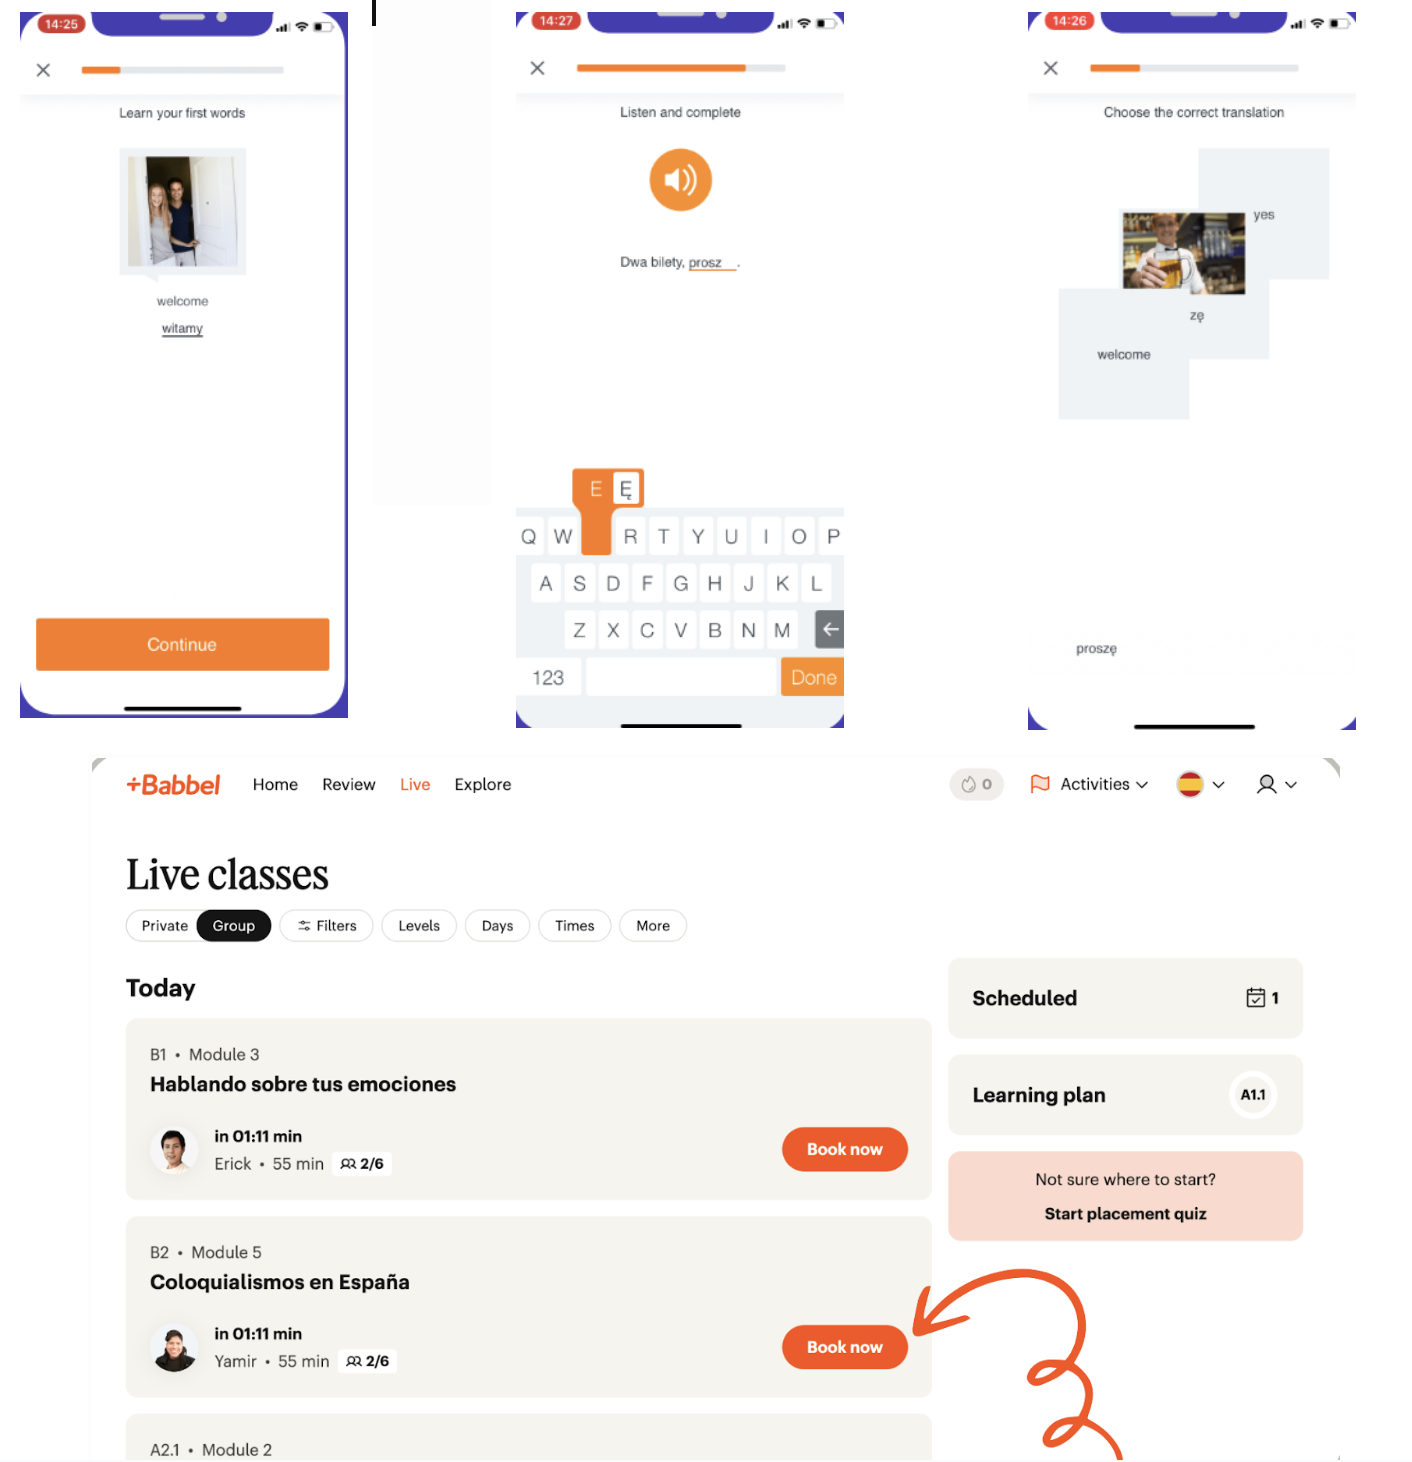 14:25
Learn your first words
welcome
witamy
Continue
14:27
Listen and complete
Dwa bilety, prosz__.
E Ę
Q W R T Y U I O P
A S D F G H J K L
Z X C V B N M
123 Done
14:26
Choose the correct translation
yes
zę
welcome
proszę
+Babbel Home Review Live Explore 0 Activities
Live classes
Private Group Filters Levels Days Times More
Today
B1 • Module 3
Hablando sobre tus emociones
in 01:11 min
Erick • 55 min 2/6
Book now
B2 • Module 5
Coloquialismos en España
in 01:11 min
Yamir • 55 min 2/6
Book now
A2.1 • Module 2
Scheduled 1
Learning plan A1.1
Not sure where to start?
Start placement quiz